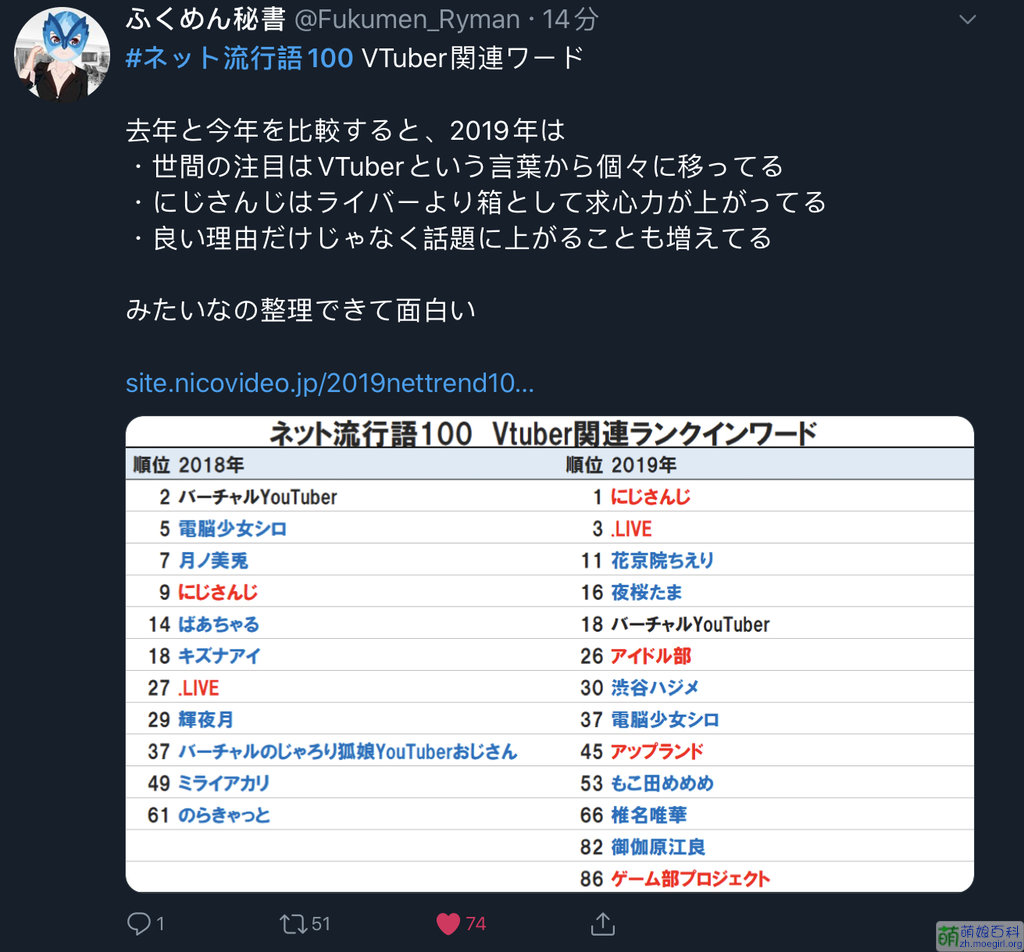 ふくめん秘書 @Fukumen_Ryman · 14分
#ネット流行語100 VTuber関連ワード
去年と今年を比較すると、2019年は
・世間の注目はVTuberという言葉から個々に移ってる
・にじさんじはライバーより箱として求心力が上がってる
・良い理由だけじゃなく話題に上がることも増えてる
みたいなの整理できて面白い
site.nicovideo.jp/2019nettrend10...
ネット流行語100 Vtuber関連ランクインワード
順位 2018年 順位 2019年
2 バーチャルYouTuber 1 にじさんじ
5 電脳少女シロ 3 .LIVE
7 月ノ美兎 11 花京院ちえり
9 にじさんじ 16 夜桜たま
14 ばあちゃる 18 バーチャルYouTuber
18 キズナアイ 26 アイドル部
27 .LIVE 30 渋谷ハジメ
29 輝夜月 37 電脳少女シロ
37 バーチャルのじゃろり狐娘YouTuberおじさん 45 アップランド
49 ミライアカリ 53 もこ田めめめ
61 のらきゃっと 66 椎名唯華
82 御伽原江良
86 ゲーム部プロジェクト
1 51 74
萌 萌娘百科
zh.moegirl.org